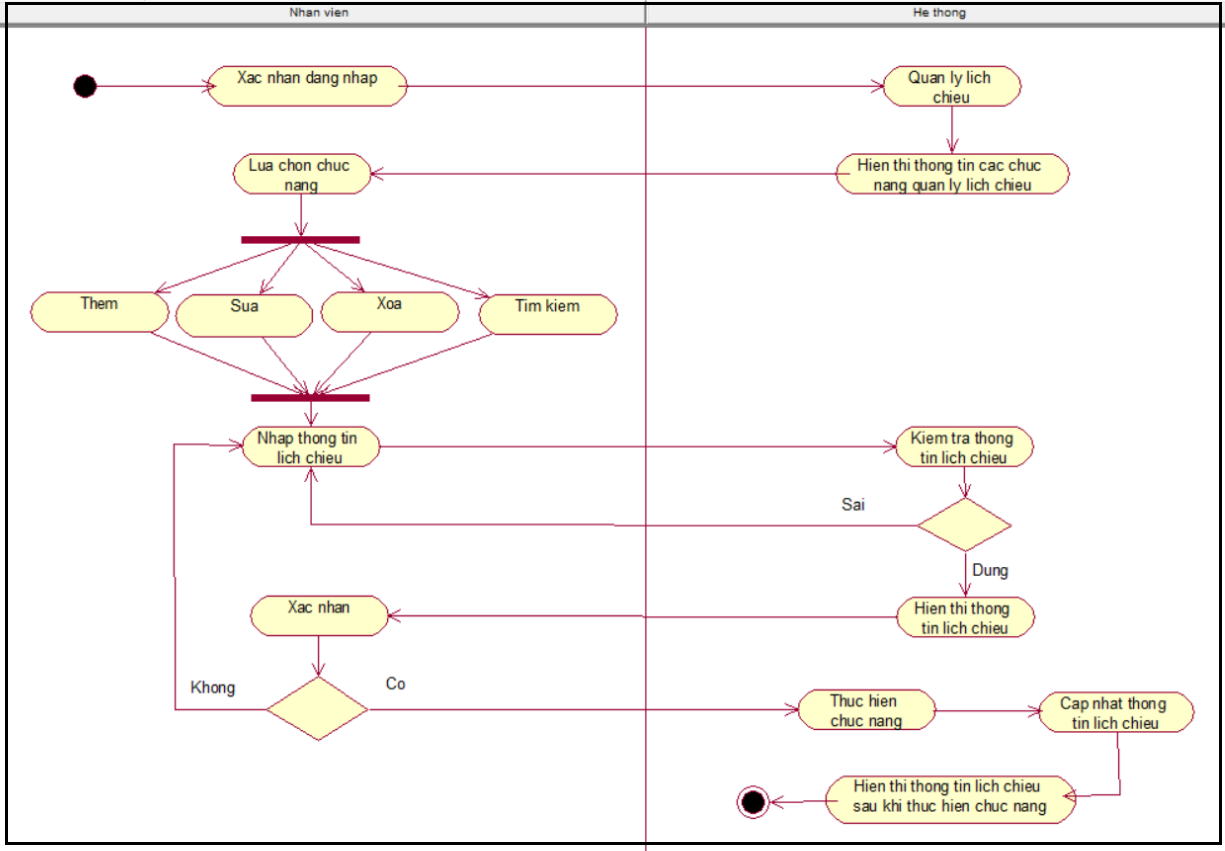 Nhan vien
He thong
Xac nhan dang nhap
Quan ly lich
chieu
Lua chon chuc
nang
Hien thi thong tin cac chuc
nang quan ly lich chieu
Them
Sua
Xoa
Tim kiem
Nhap thong tin
lich chieu
Kiem tra thong
tin lich chieu
Sai
Dung
Xac nhan
Hien thi thong
tin lich chieu
Khong
Co
Thuc hien
chuc nang
Cap nhat thong
tin lich chieu
Hien thi thong tin lich chieu
sau khi thuc hien chuc nang